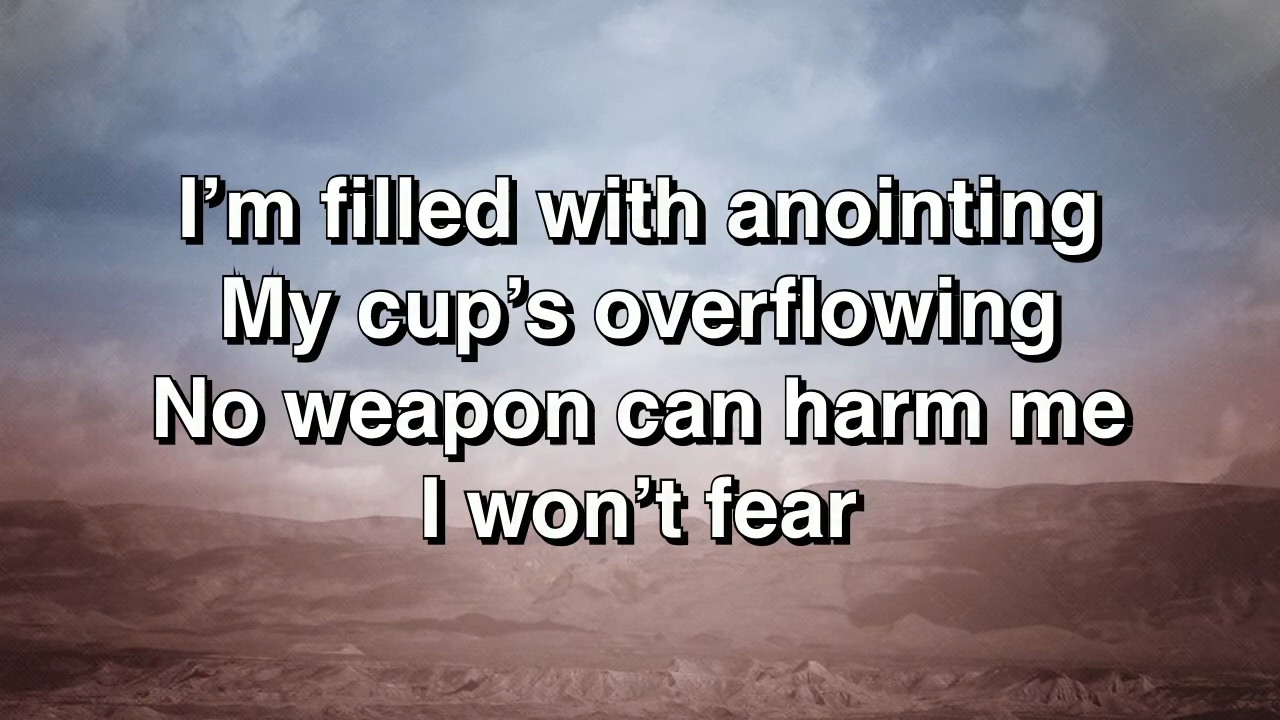 I’m filled with anointing
My cup’s overflowing
No weapon can harm me
I won’t fear